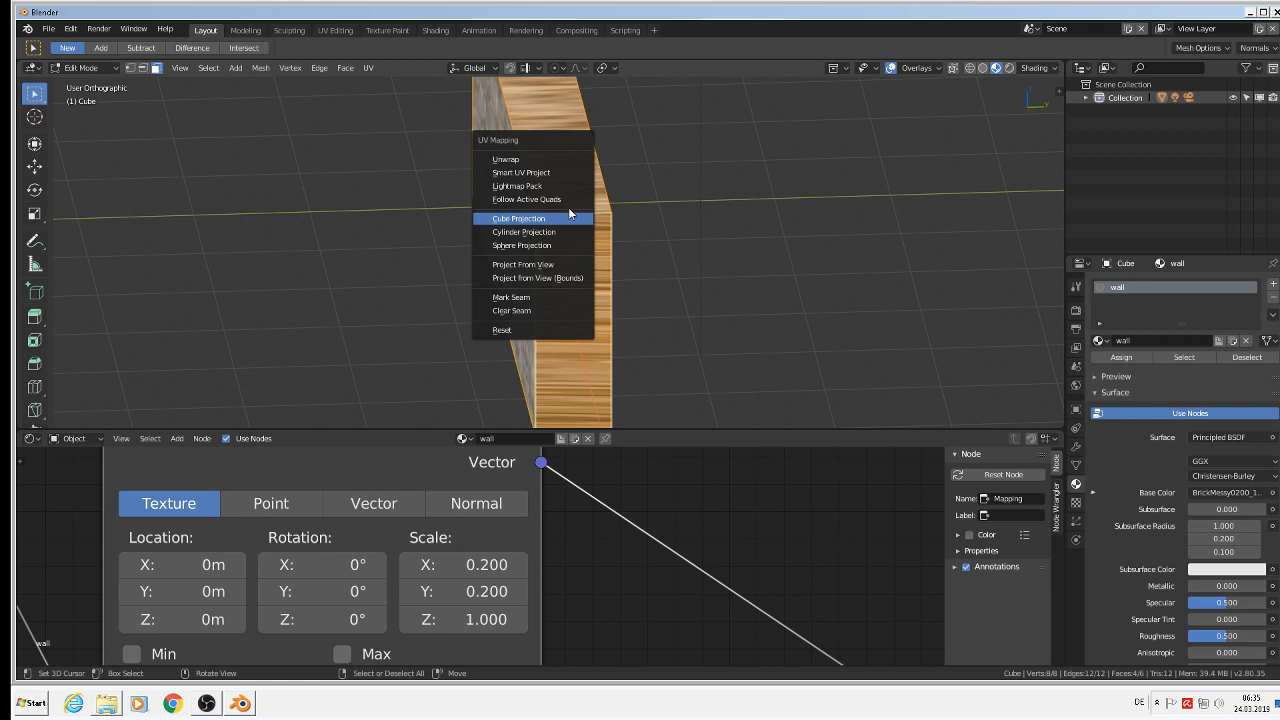 Blender
File Edit Render Window Help Layout Modeling Sculpting UV Editing Texture Paint Shading Animation Rendering Compositing Scripting + Scene View Layer
New Add Subtract Difference Intersect Mesh Options Normals
Edit Mode View Select Add Mesh Vertex Edge Face UV Global Overlays Shading
User Orthographic
(1) Cube
Y
Scene Collection
Collection
UV Mapping
Unwrap
Smart UV Project
Lightmap Pack
Follow Active Quads
Cube Projection
Cylinder Projection
Sphere Projection
Project From View
Project from View (Bounds)
Mark Seam
Clear Seam
Reset
Cube wall
wall
wall
Assign Select Deselect
Preview
Surface
Use Nodes
Surface Principled BSDF
GGX
Christensen-Burley
Base Color BrickMessy0200_1...
Subsurface 0.000
Subsurface Radius 1.000
0.200
0.100
Subsurface Color
Metallic 0.000
Specular 0.500
Specular Tint 0.000
Roughness 0.500
Anisotropic 0.000
Object View Select Add Node Use Nodes wall
Vector
Texture Point Vector Normal
Location: Rotation: Scale:
X: 0m X: 0° X: 0.200
Y: 0m Y: 0° Y: 0.200
Z: 0m Z: 0° Z: 1.000
Min Max
wall
Node
Reset Node
Name: Mapping
Label:
Color
Properties
Annotations
Node
Node Wrangler
Set 3D Cursor Box Select Rotate View Select or Deselect All Move Cube | Verts:8/8 | Edges:12/12 | Faces:4/6 | Tris:12 | Mem: 39.4 MB | v2.80.35
Start DE 06:35
24.03.2019